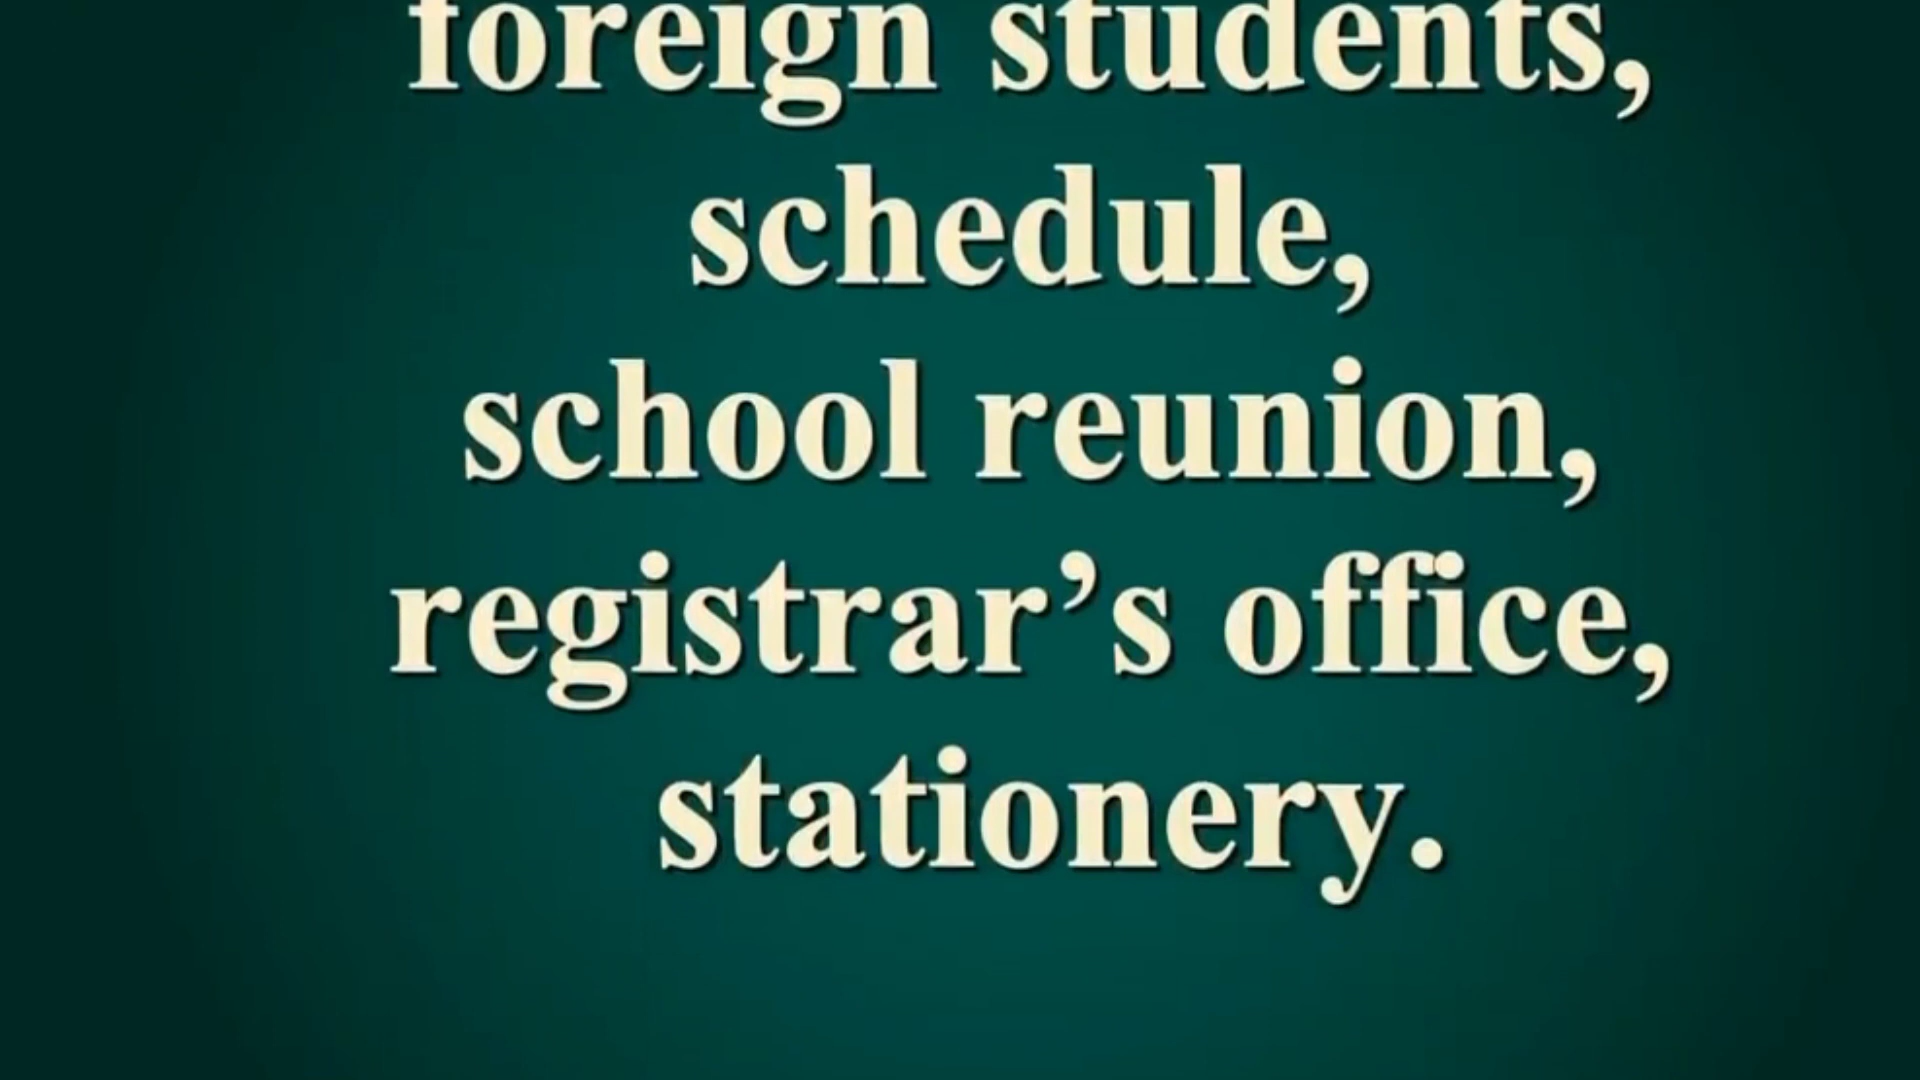 foreign students,
schedule,
school reunion,
registrar’s office,
stationery.